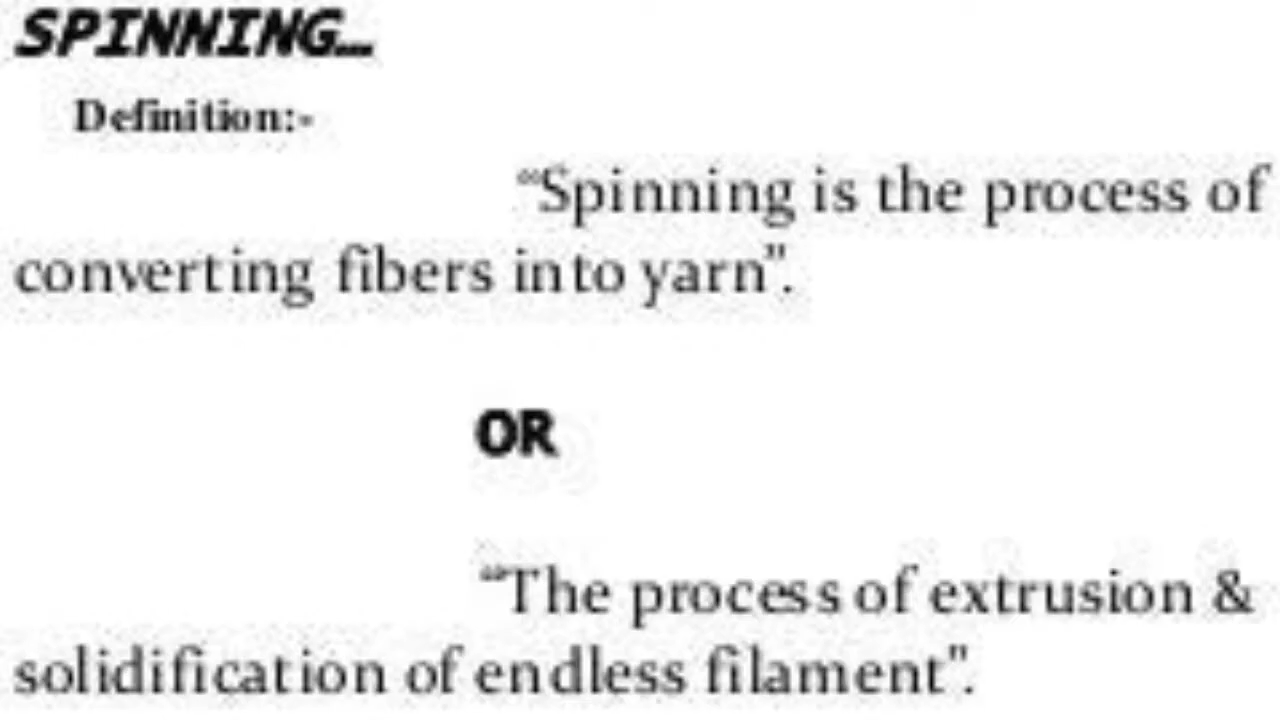 SPINNING...
Definition:-
“Spinning is the process of
converting fibers into yarn”.
OR
“The process of extrusion &
solidification of endless filament”.